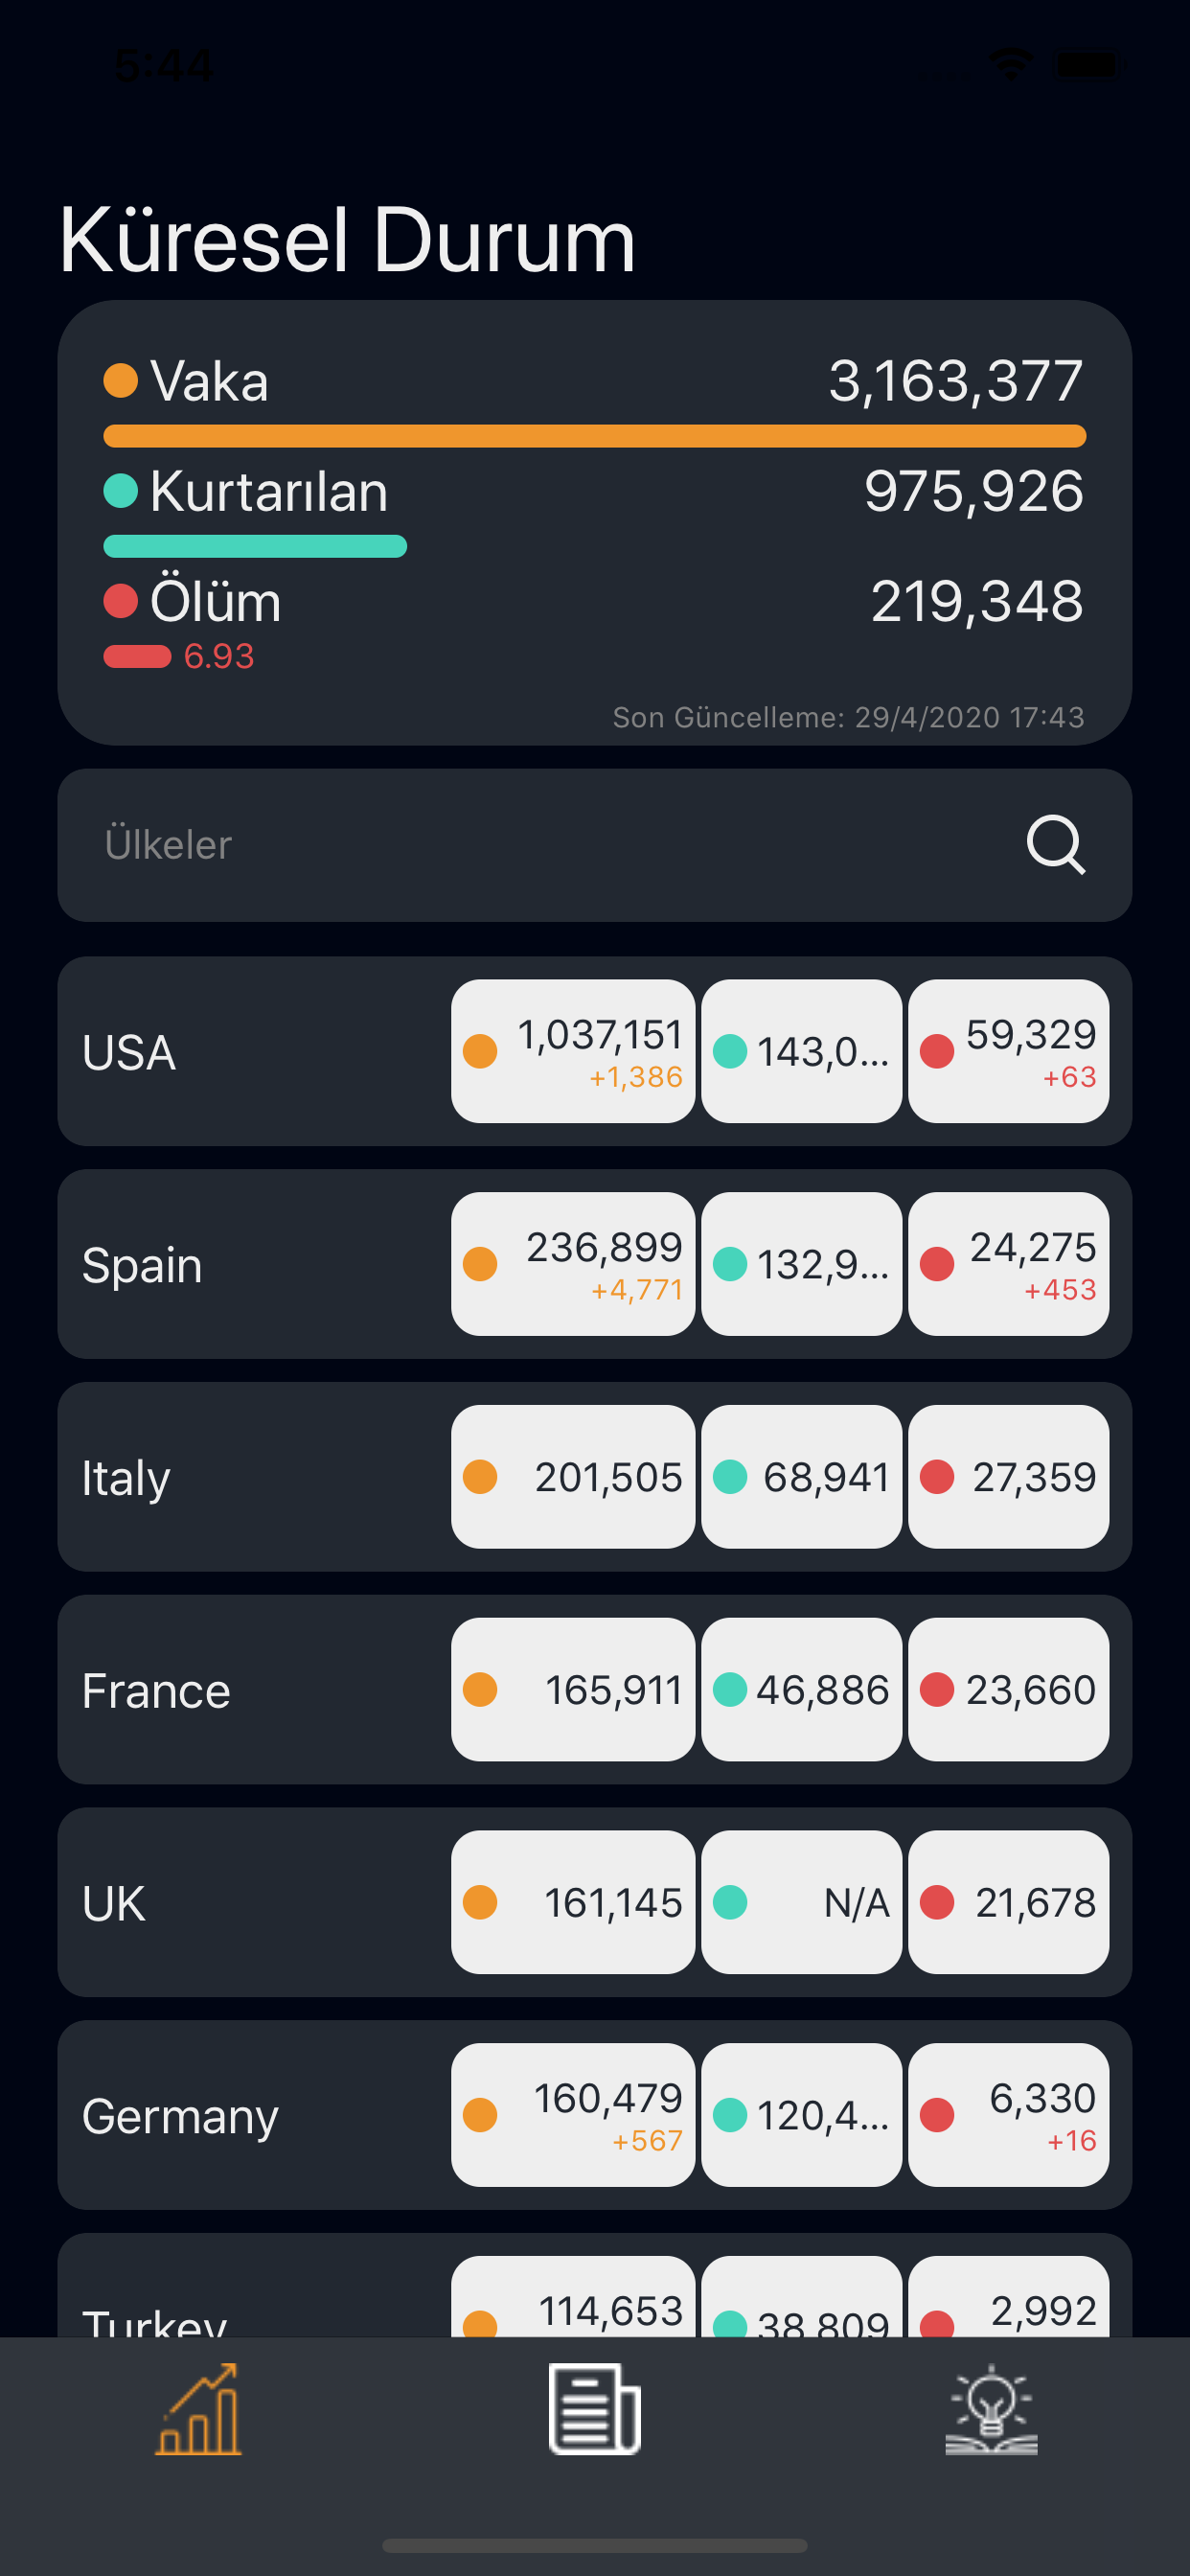 5:44
Küresel Durum
Vaka 3,163,377
Kurtarılan 975,926
Ölüm 219,348
6.93
Son Güncelleme: 29/4/2020 17:43
Ülkeler
USA 1,037,151 +1,386 143,0... 59,329 +63
Spain 236,899 +4,771 132,9... 24,275 +453
Italy 201,505 68,941 27,359
France 165,911 46,886 23,660
UK 161,145 N/A 21,678
Germany 160,479 +567 120,4... 6,330 +16
Turkey 114,653 38,809 2,992